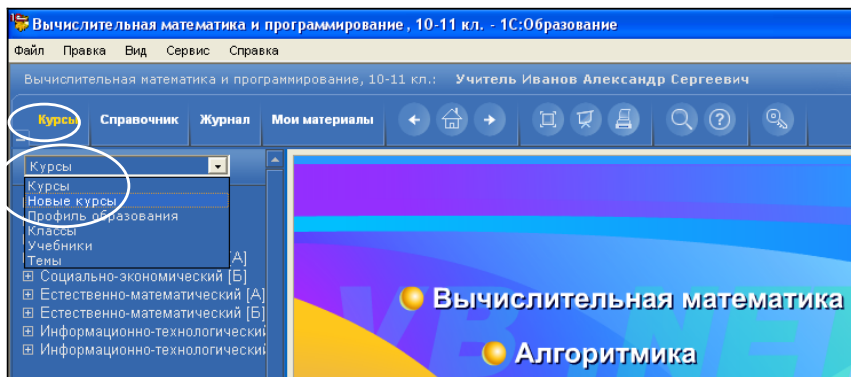 Вычислительная математика и программирование, 10-11 кл. - 1С:Образование
Файл Правка Вид Сервис Справка
Вычислительная математика и программирование, 10-11 кл.: Учитель Иванов Александр Сергеевич
Курсы Справочник Журнал Мои материалы
Курсы
Курсы
Новые курсы
Профиль образования
Классы
Учебники
Темы
[А]
Социально-экономический [Б]
Естественно-математический [А]
Естественно-математический [Б]
Информационно-технологический
Информационно-технологический
Вычислительная математика
Алгоритмика
VB.NET